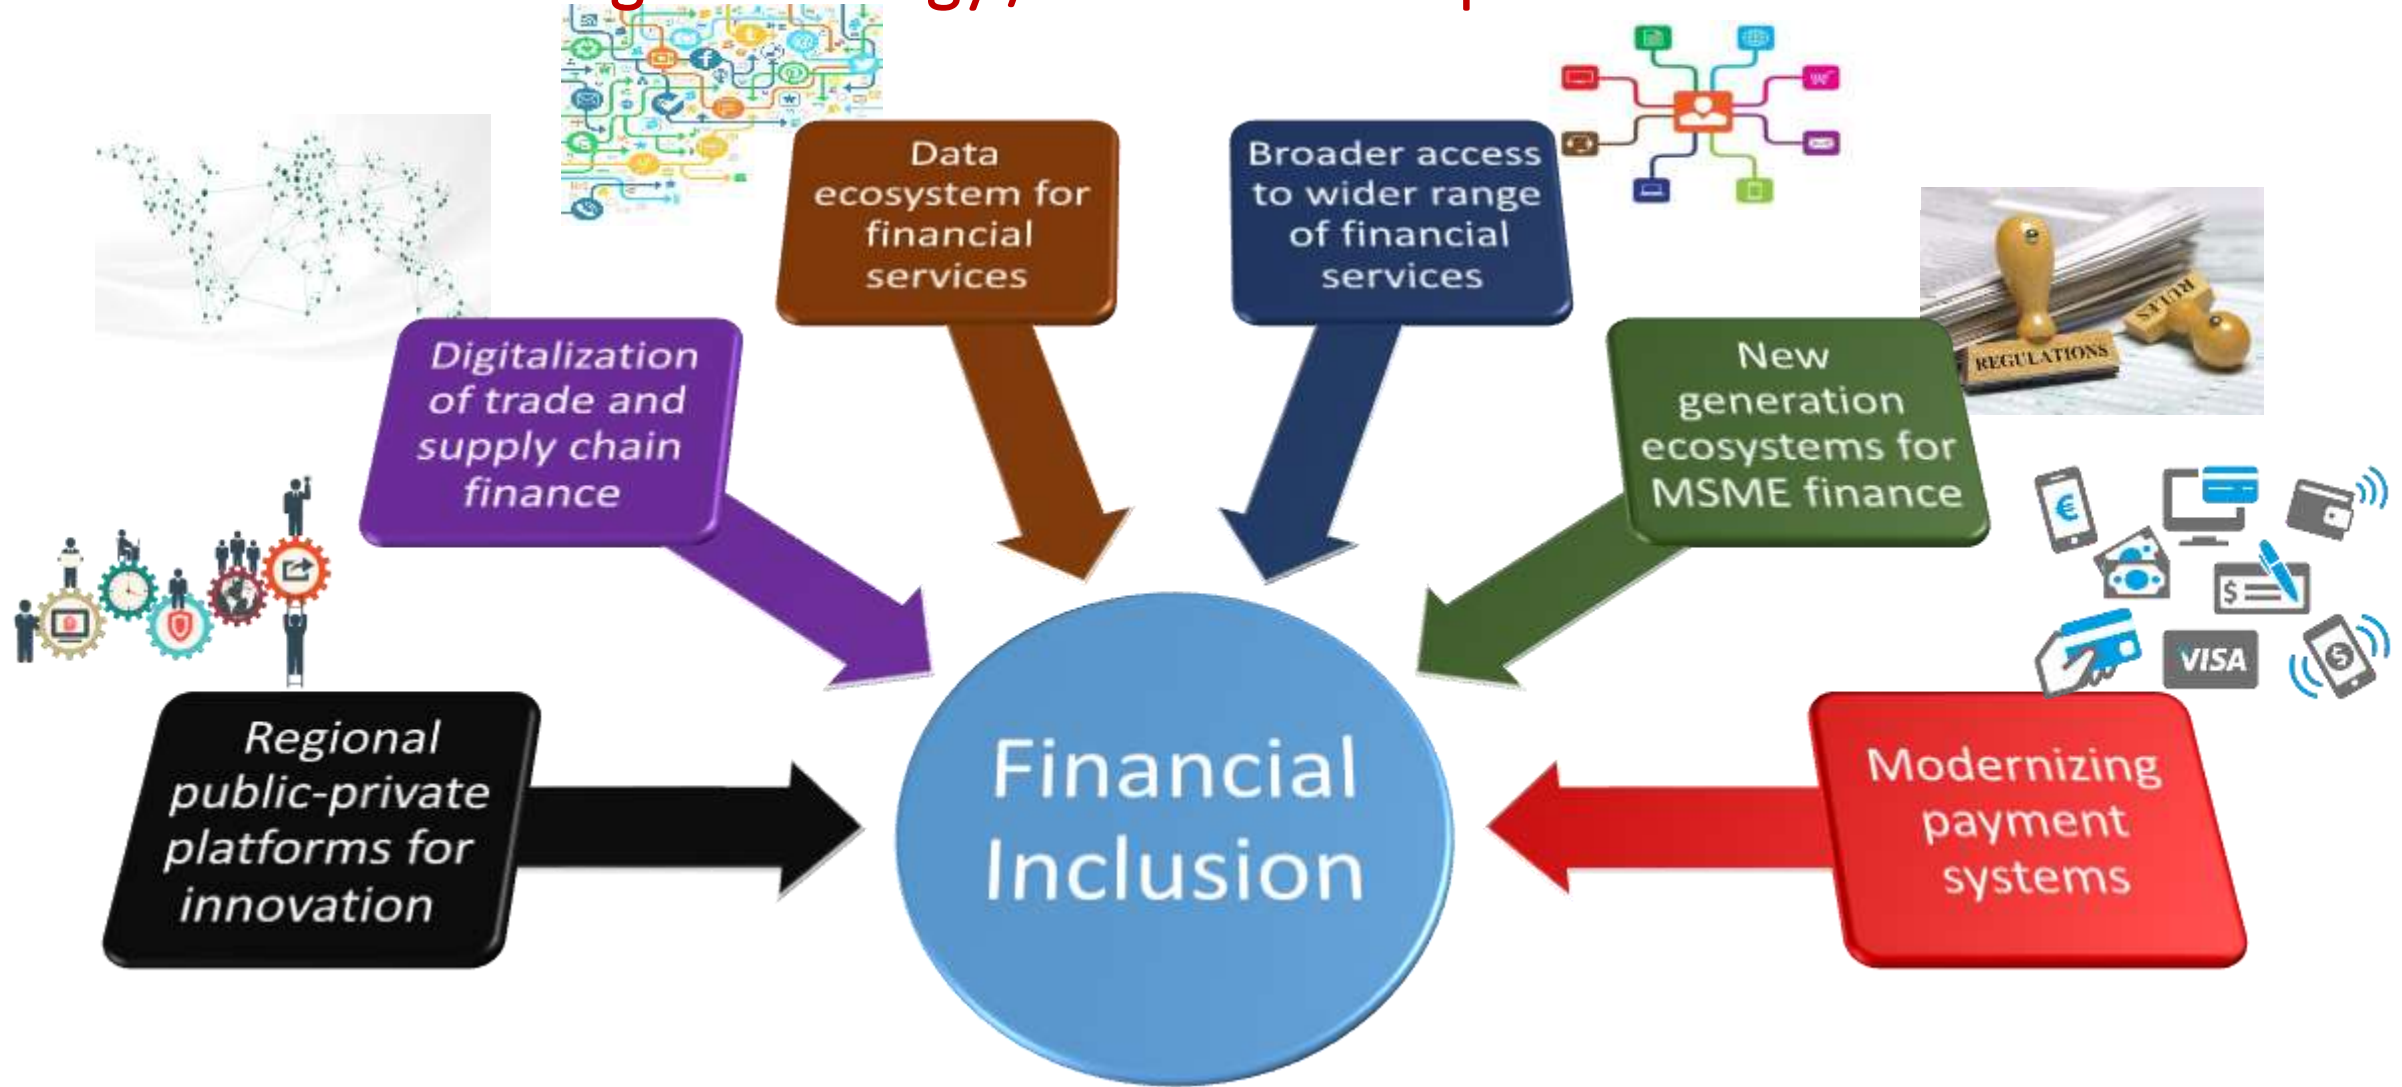 Data
ecosystem for
financial
services
Broader access
to wider range
of financial
services
Digitalization
of trade and
supply chain
finance
New
generation
ecosystems for
MSME finance
REGULATIONS
RULES
Regional
public-private
platforms for
innovation
Financial
Inclusion
Modernizing
payment
systems
€
$
VISA
$